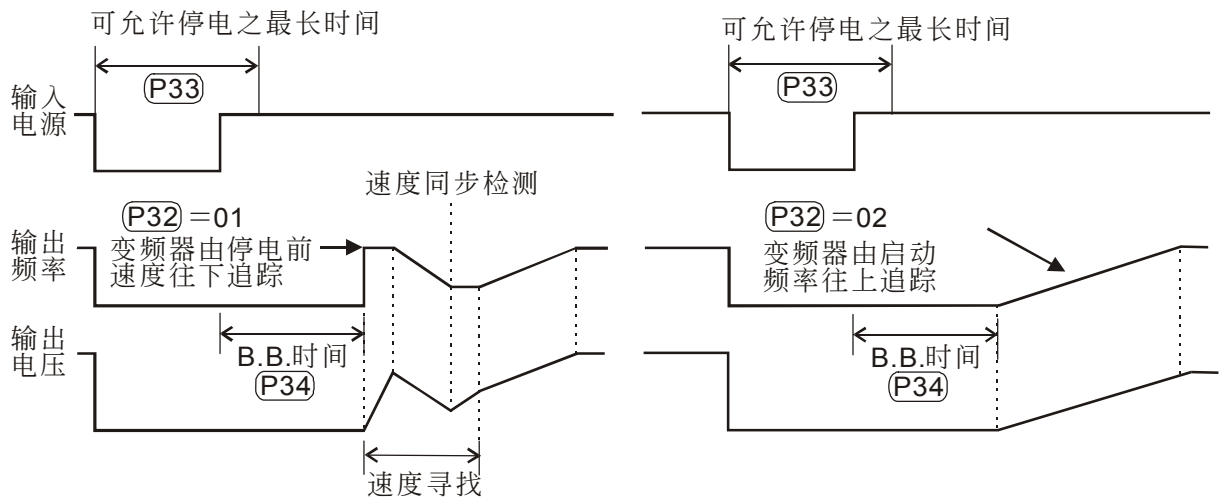 可允许停电之最长时间
P33
输入
电源
速度同步检测
P32=01
变频器由停电前
速度往下追踪
输出
频率
输出
电压
B.B.时间
P34
速度寻找
可允许停电之最长时间
P33
P32=02
变频器由启动
频率往上追踪
B.B.时间
P34